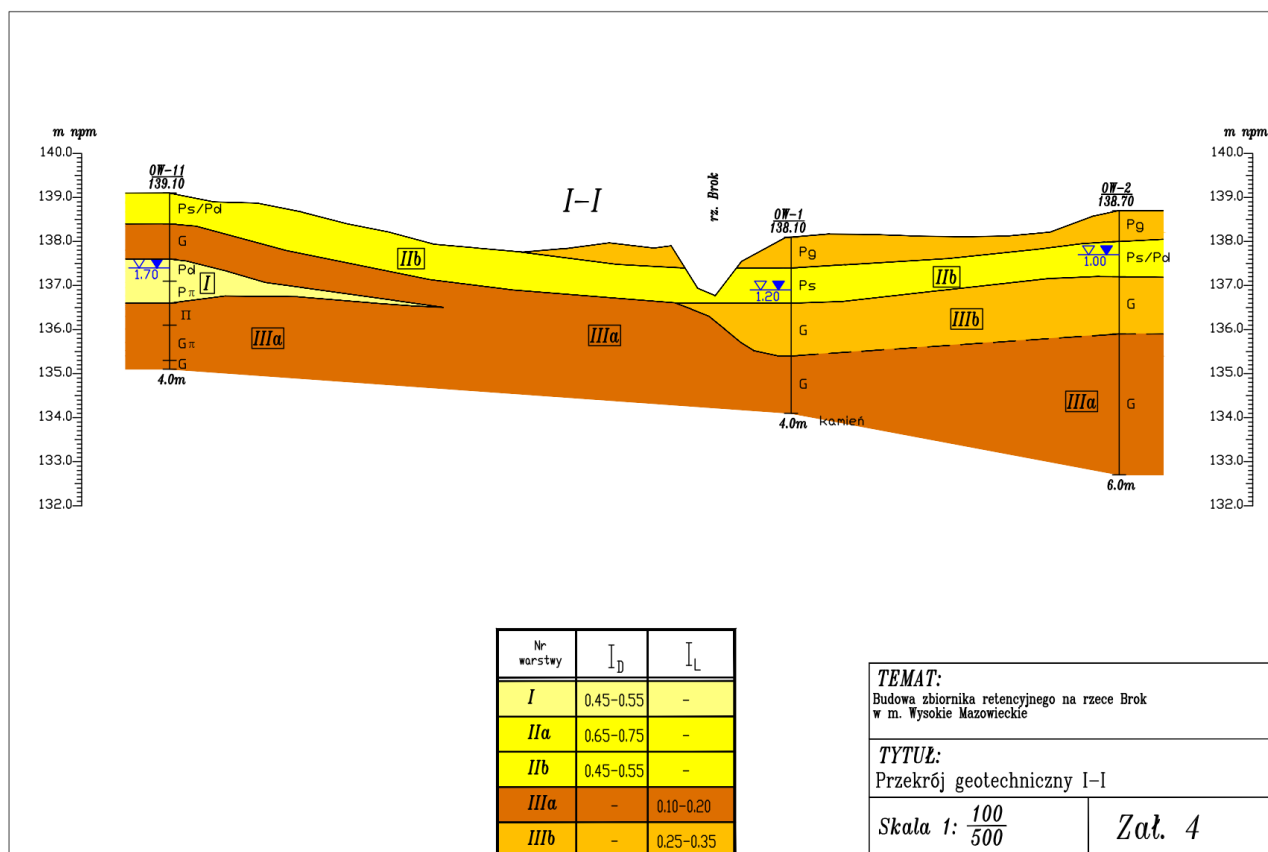 m npm
m npm
140.0
139.0
138.0
137.0
136.0
135.0
134.0
133.0
132.0
140.0
139.0
138.0
137.0
136.0
135.0
134.0
133.0
132.0
OW-11
139.10
Ps/Pd
G
Pd
1.70
I
Pπ
Π
Gπ
G
4.0m
I-I
rz. Brok
IIb
IIIa
IIIa
OW-1
138.10
Pg
Ps
1.20
G
G
4.0m
kamień
IIb
IIIb
IIIa
OW-2
138.70
Pg
1.00
Ps/Pd
G
G
6.0m
Nr warstwy I_D I_L
I 0.45-0.55 -
IIa 0.65-0.75 -
IIb 0.45-0.55 -
IIIa - 0.10-0.20
IIIb - 0.25-0.35
TEMAT:
Budowa zbiornika retencyjnego na rzece Brok
w m. Wysokie Mazowieckie
TYTUŁ:
Przekrój geotechniczny I-I
Skala 1: 100/500
Zał. 4